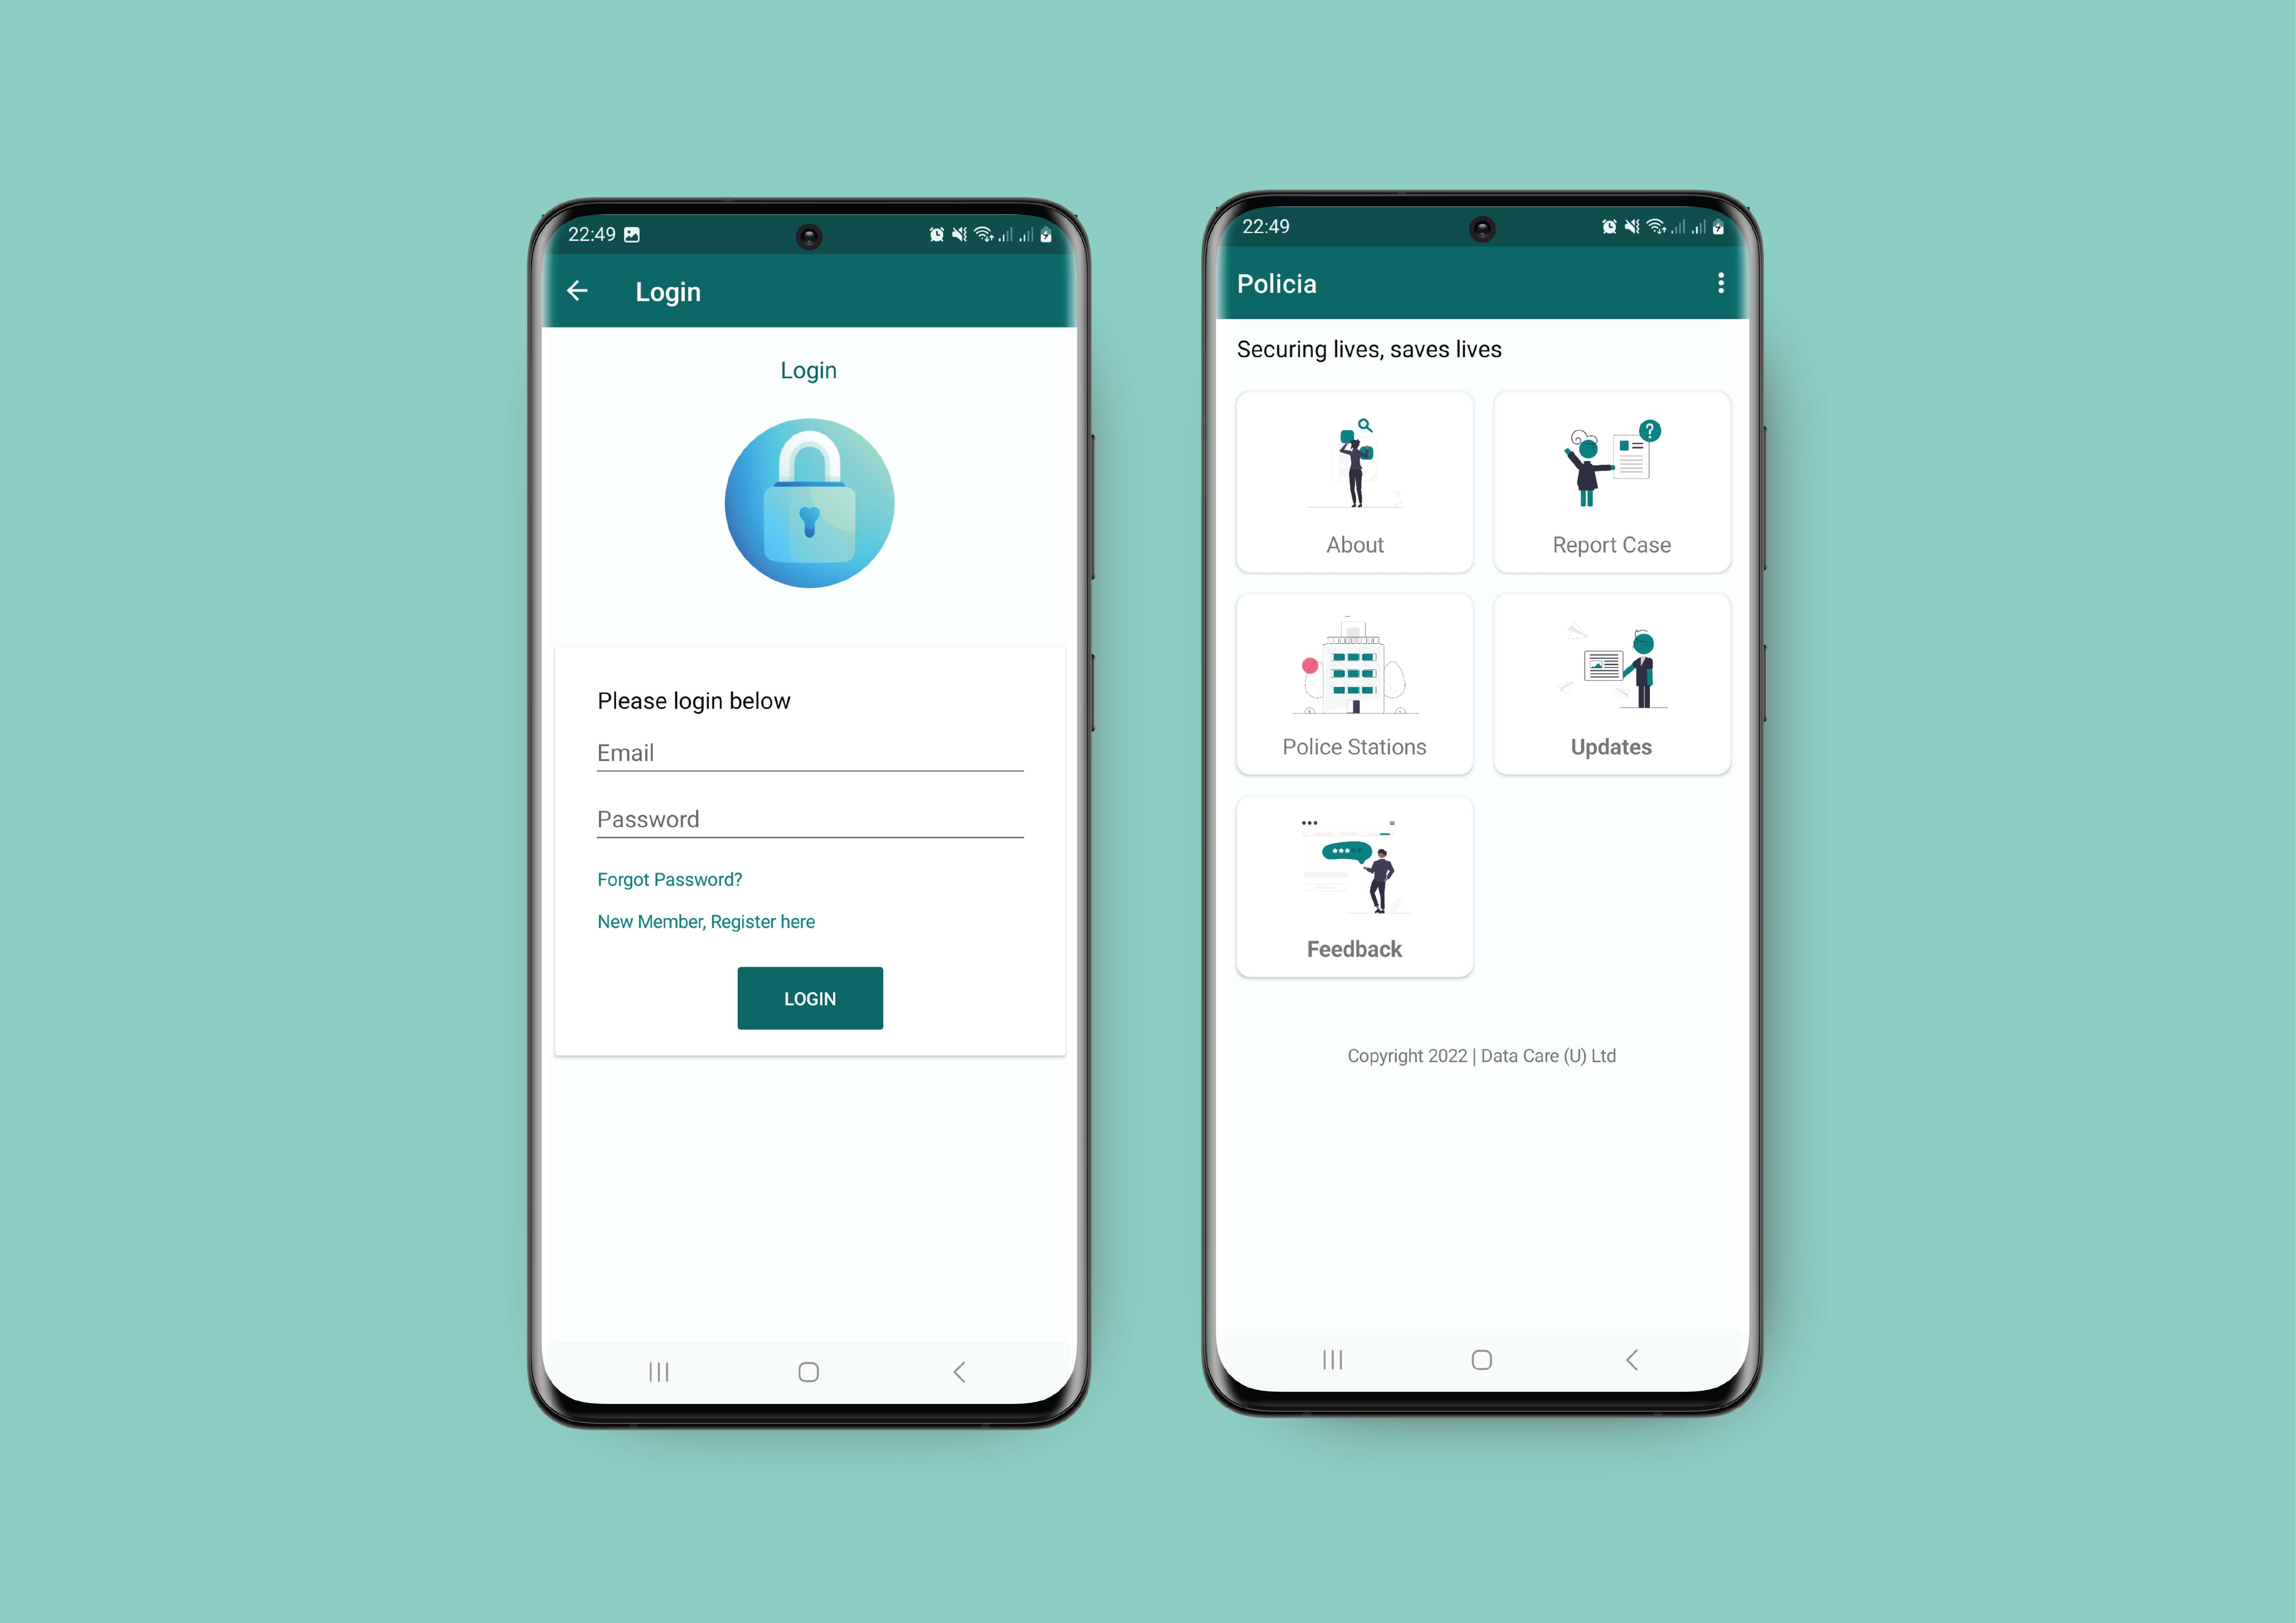 22:49
Login
Login
Please login below
Email
Password
Forgot Password?
New Member, Register here
LOGIN
22:49
Policia
Securing lives, saves lives
About
?
Report Case
Police Stations
Updates
Feedback
Copyright 2022 | Data Care (U) Ltd